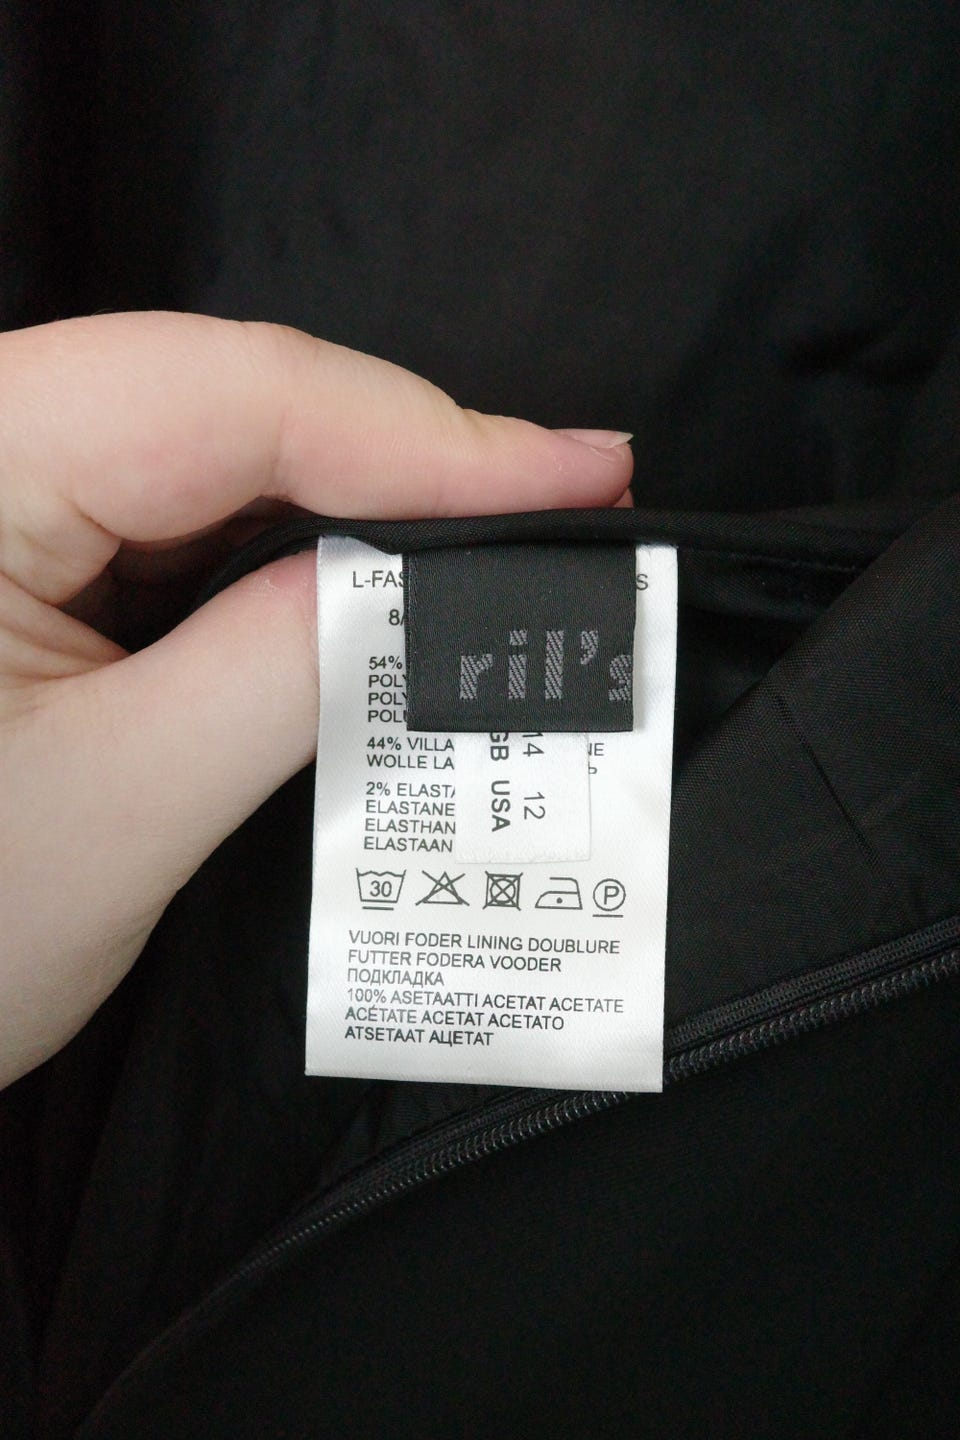 L-FAS
S
8/
ril's
54%
POLY
POLY
POLU
44% VILLA
NE
WOLLE LA
2% ELASTA
ELASTANE
ELASTHAN
ELASTAAN
14 12
GB USA
30
P
VUORI FODER LINING DOUBLURE
FUTTER FODERA VOODER
ПОДКЛАДКА
100% ASETAATTI ACETAT ACETATE
ACÉTATE ACETAT ACETATO
ATSETAAT АЦЕТАТ